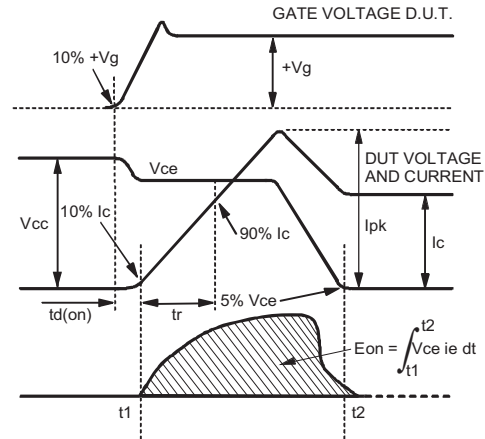 GATE VOLTAGE D.U.T.
10% +Vg
+Vg
Vce
DUT VOLTAGE
AND CURRENT
Vcc
10% Ic
90% Ic
Ipk
Ic
td(on)
tr
5% Vce
Eon = ∫ Vce ie dt
t2
t1
t1
t2